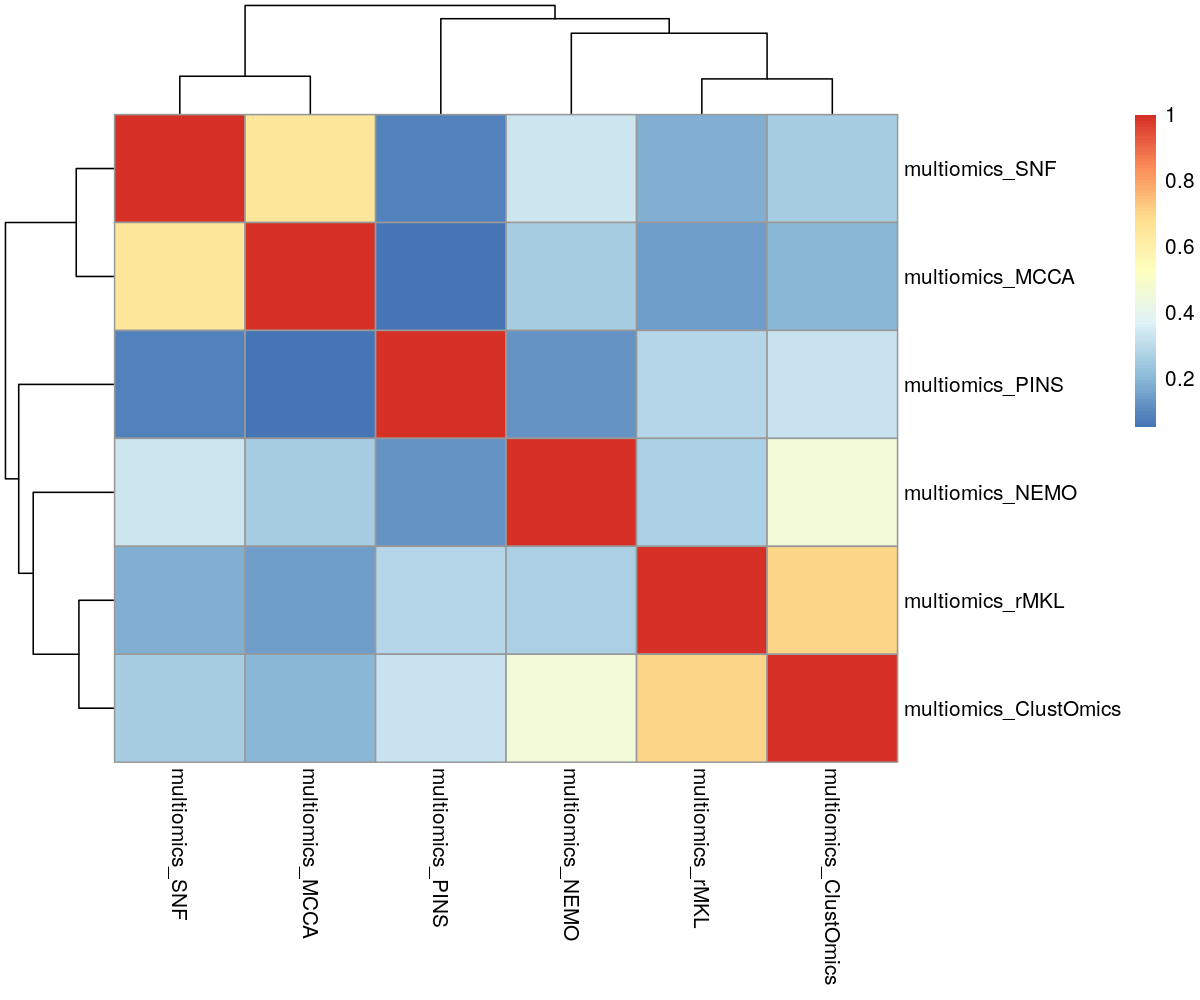 1
0.8
0.6
0.4
0.2
multiomics_SNF
multiomics_MCCA
multiomics_PINS
multiomics_NEMO
multiomics_rMKL
multiomics_ClustOmics
multiomics_SNF
multiomics_MCCA
multiomics_PINS
multiomics_NEMO
multiomics_rMKL
multiomics_ClustOmics